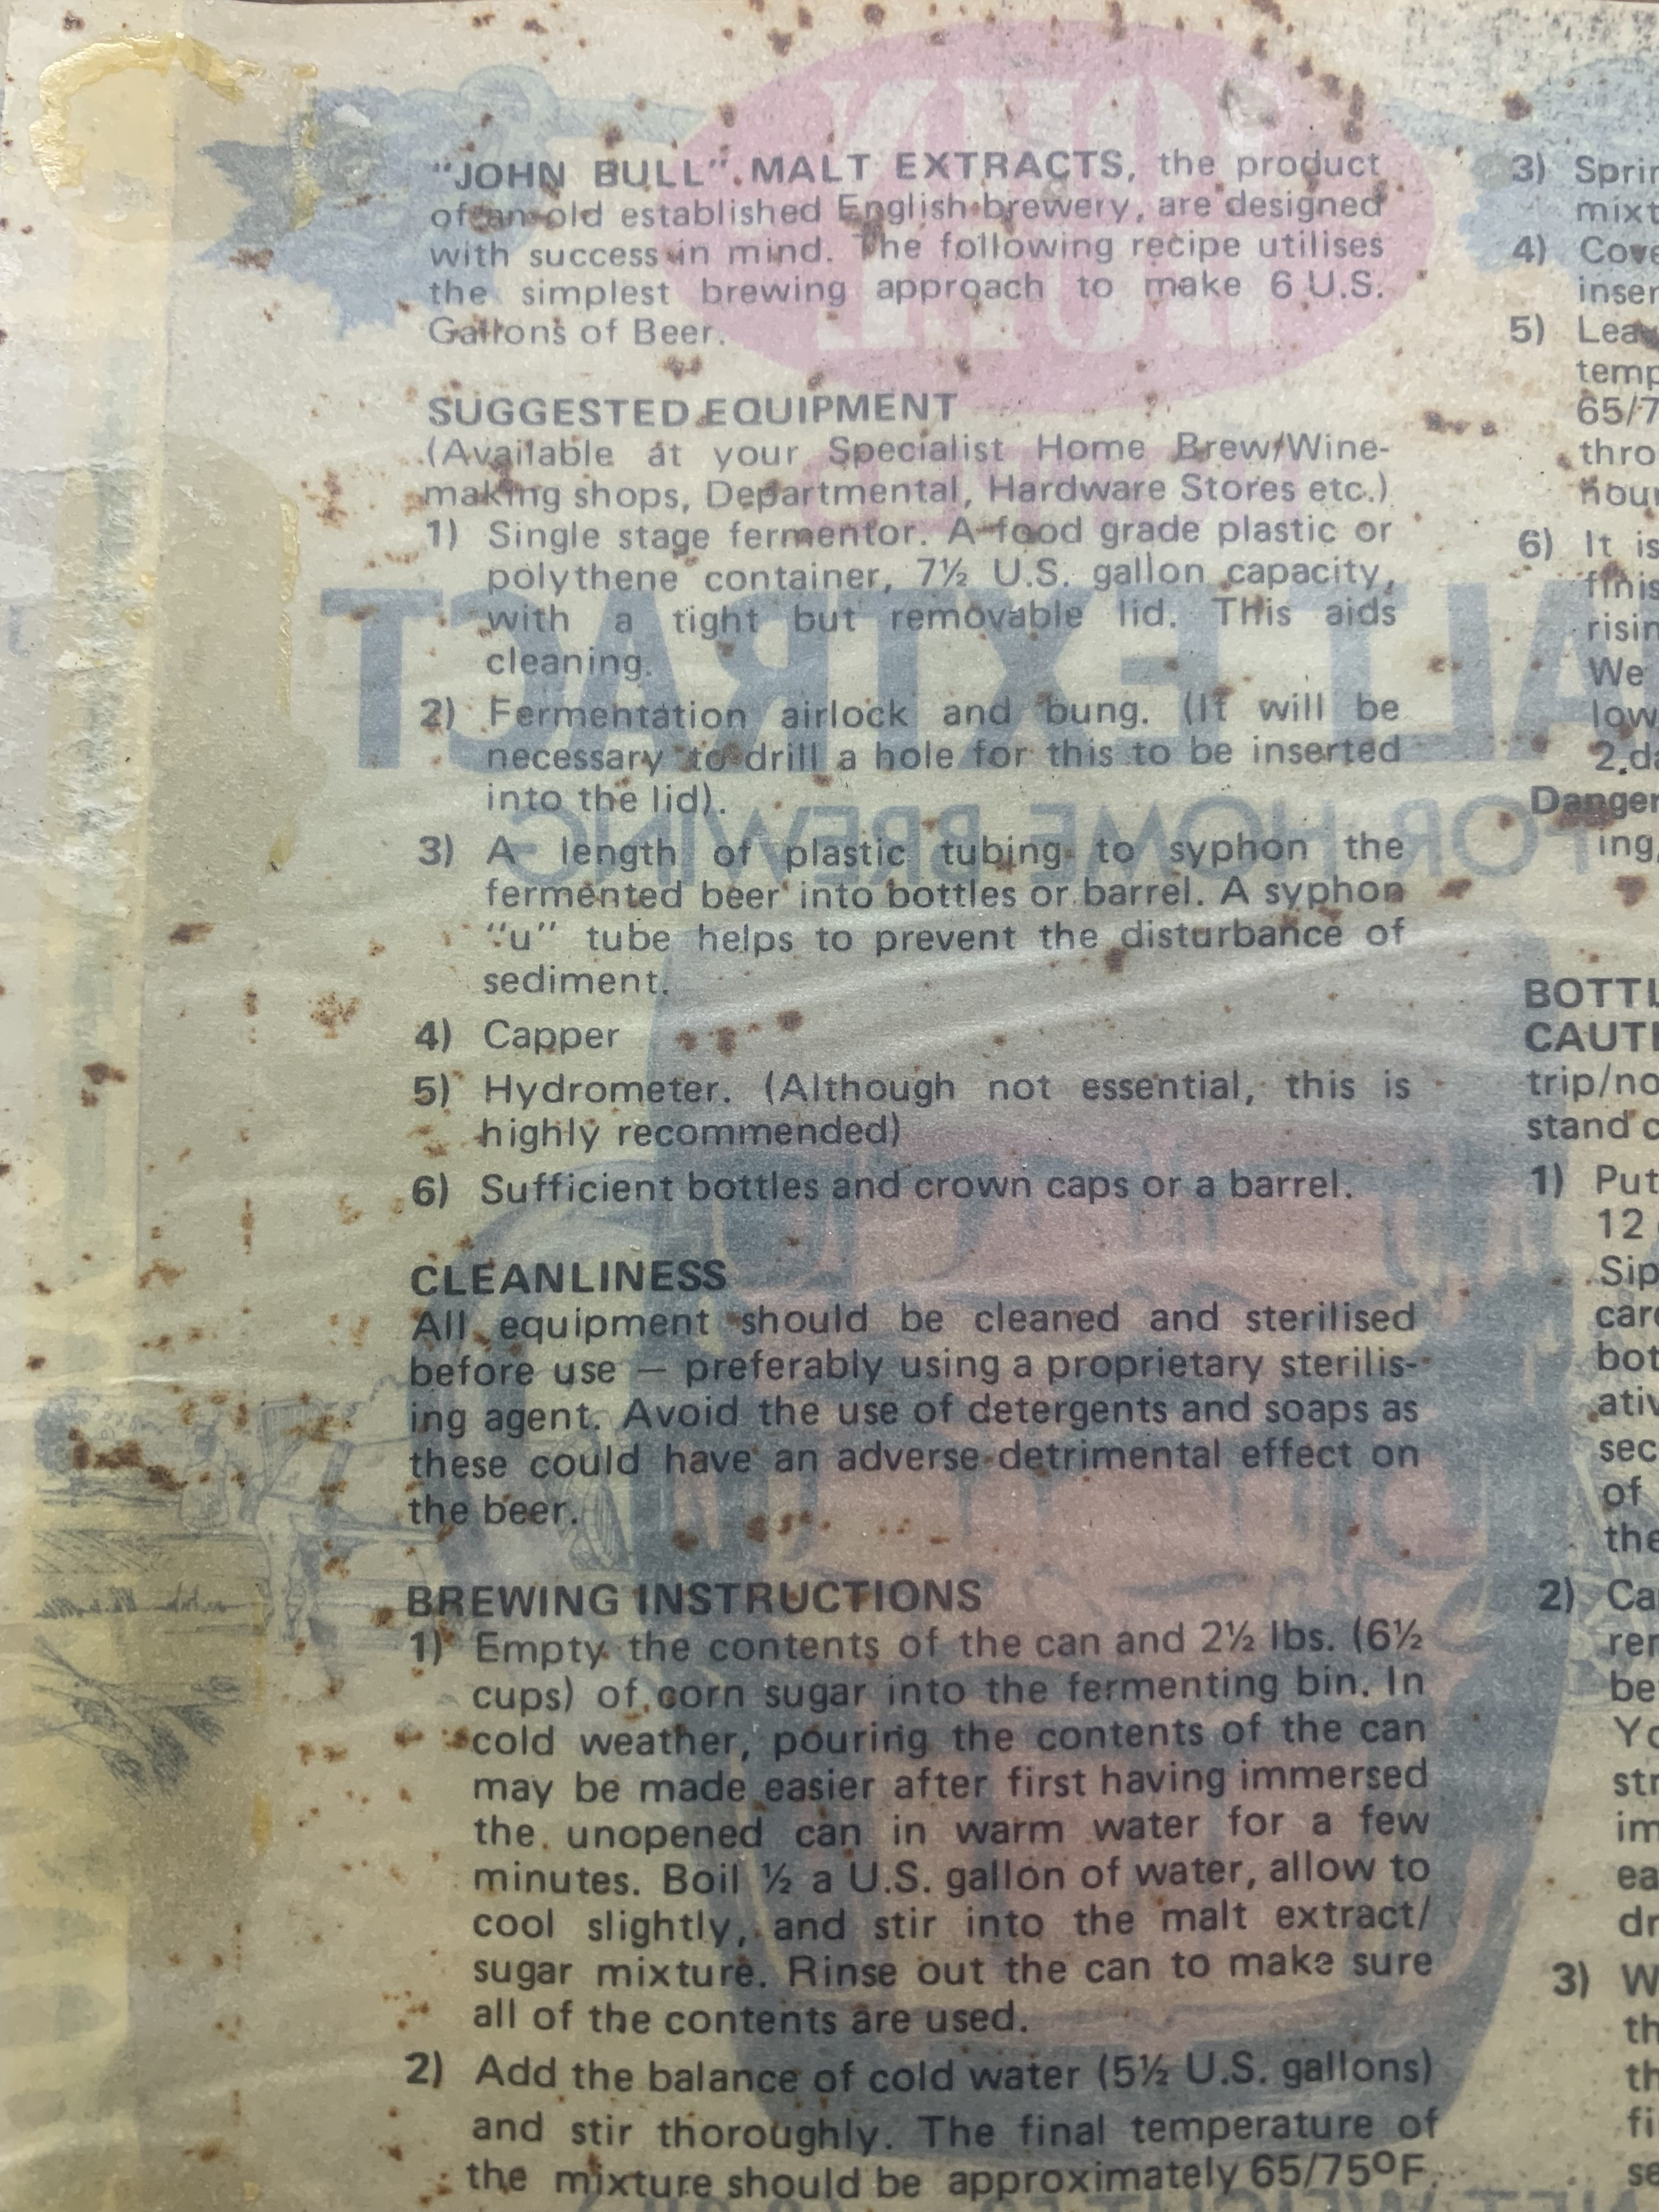 "JOHN BULL" MALT EXTRACTS, the product
of an old established English brewery, are designed
with success in mind. The following recipe utilises
the simplest brewing approach to make 6 U.S.
Gallons of Beer.
SUGGESTED EQUIPMENT
(Available at your Specialist Home Brew/Wine-
making shops, Departmental, Hardware Stores etc.)
1) Single stage fermentor. A food grade plastic or
polythene container, 7½ U.S. gallon capacity,
with a tight but removable lid. This aids
cleaning.
2) Fermentation airlock and bung. (It will be
necessary to drill a hole for this to be inserted
into the lid).
3) A length of plastic tubing to syphon the
fermented beer into bottles or barrel. A syphon
"u" tube helps to prevent the disturbance of
sediment.
4) Capper
5) Hydrometer. (Although not essential, this is
highly recommended)
6) Sufficient bottles and crown caps or a barrel.
CLEANLINESS
All equipment should be cleaned and sterilised
before use — preferably using a proprietary sterilis-
ing agent. Avoid the use of detergents and soaps as
these could have an adverse detrimental effect on
the beer.
BREWING INSTRUCTIONS
1) Empty the contents of the can and 2½ lbs. (6½
cups) of corn sugar into the fermenting bin. In
cold weather, pouring the contents of the can
may be made easier after first having immersed
the unopened can in warm water for a few
minutes. Boil ½ a U.S. gallon of water, allow to
cool slightly, and stir into the malt extract/
sugar mixture. Rinse out the can to make sure
all of the contents are used.
2) Add the balance of cold water (5½ U.S. gallons)
and stir thoroughly. The final temperature of
the mixture should be approximately 65/75ºF.
3)
4)
5)
6) It is
We
Danger
trip/no
stand
1) Put
12
of
2)
3)
JOHN
EXTRACT
FOR HOME BREWING